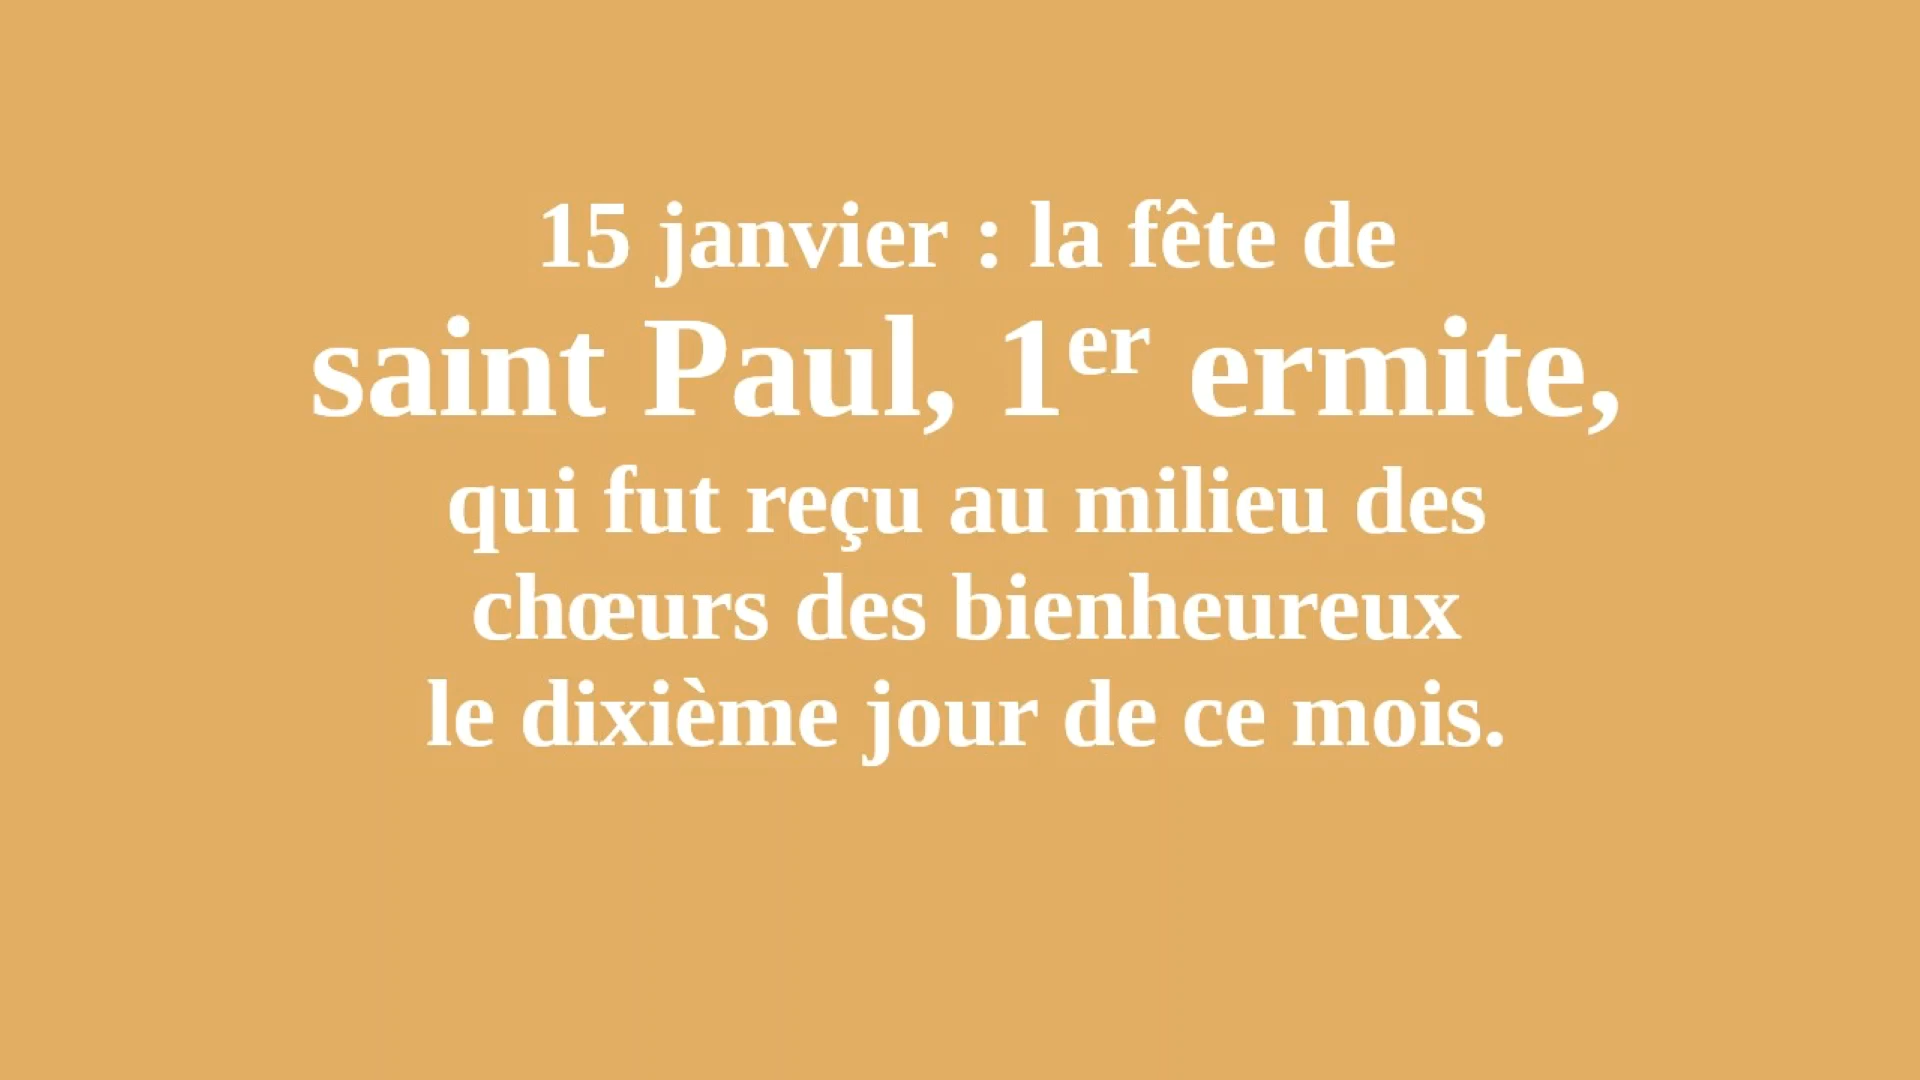 15 janvier : la fête de
saint Paul, 1er ermite,
qui fut reçu au milieu des
chœurs des bienheureux
le dixième jour de ce mois.